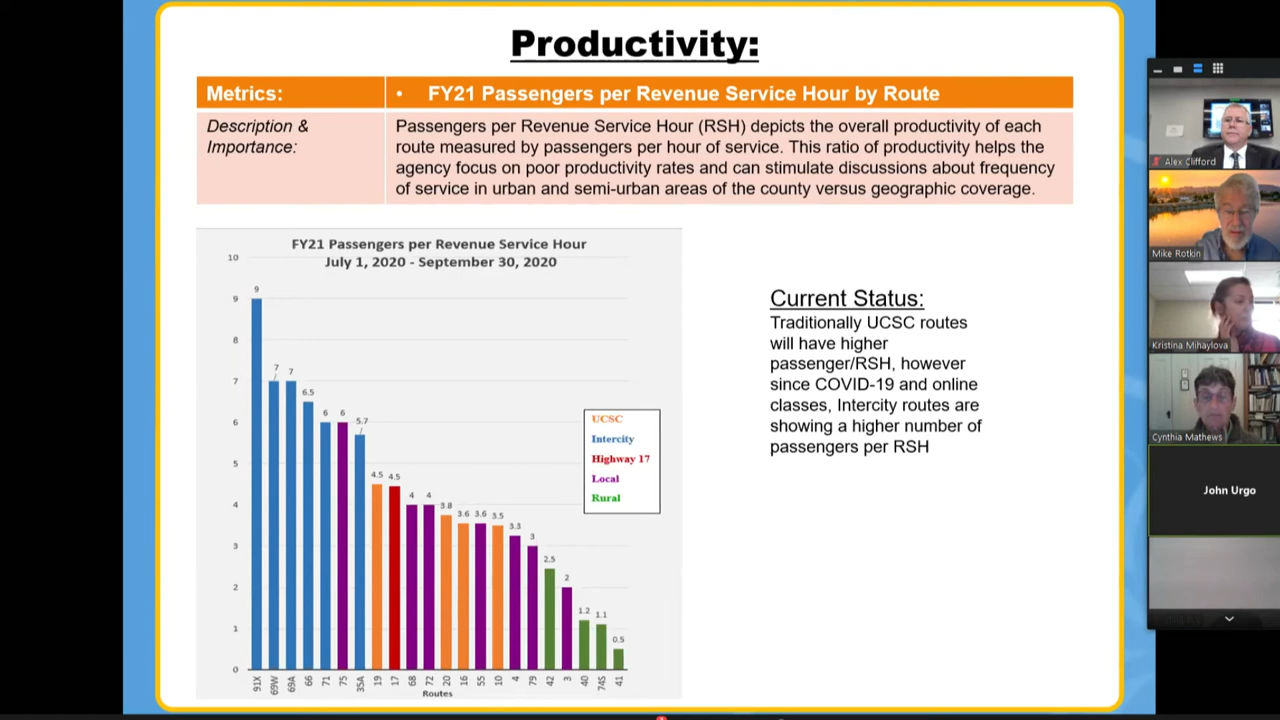 Productivity:
Metrics:
• FY21 Passengers per Revenue Service Hour by Route
Description &
Importance:
Passengers per Revenue Service Hour (RSH) depicts the overall productivity of each
route measured by passengers per hour of service. This ratio of productivity helps the
agency focus on poor productivity rates and can stimulate discussions about frequency
of service in urban and semi-urban areas of the county versus geographic coverage.
FY21 Passengers per Revenue Service Hour
July 1, 2020 - September 30, 2020
10
9
8
7
6
5
4
3
2
1
0
9
7
7
6.5
6
6
5.7
4.5
4.5
4
4
3.8
3.6
3.6
3.5
3.3
3
2.5
2
1.2
1.1
0.5
91X
69W
69A
66
71
75
35A
19
17
68
72
20
16
55
10
4
79
42
3
40
74S
41
Routes
UCSC
Intercity
Highway 17
Local
Rural
Current Status:
Traditionally UCSC routes
will have higher
passenger/RSH, however
since COVID-19 and online
classes, Intercity routes are
showing a higher number of
passengers per RSH
Alex Clifford
Mike Rotkin
Kristina Mihaylova
Cynthia Mathews
John Urgo